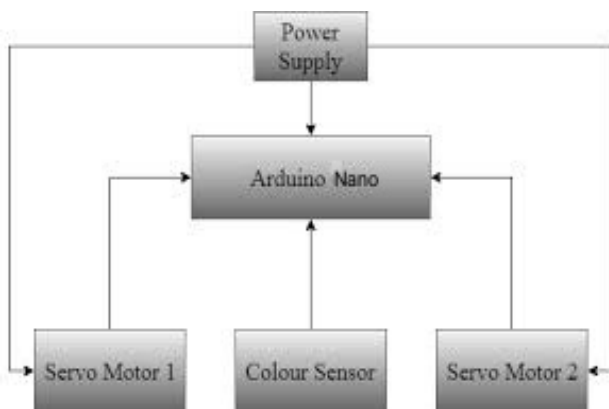 Power
Supply
Arduino Nano
Servo Motor 1
Colour Sensor
Servo Motor 2